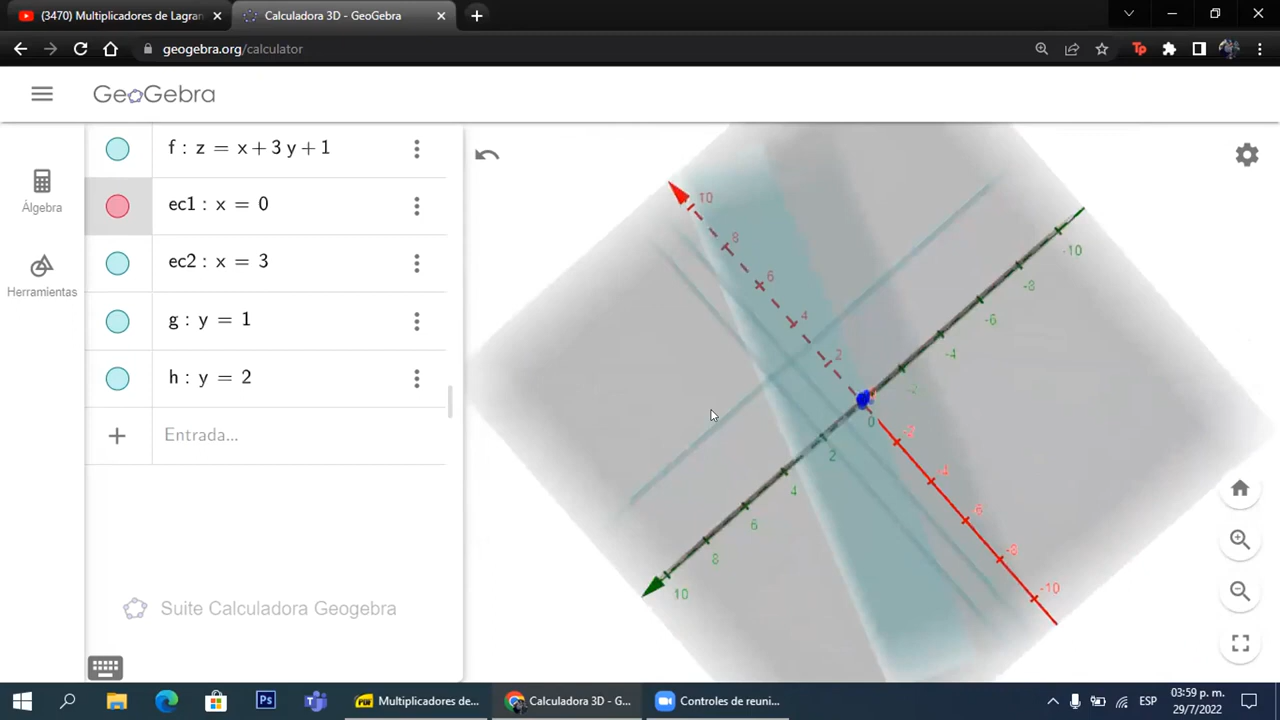 (3470) Multiplicadores de Lagran
Calculadora 3D - GeoGebra
geogebra.org/calculator
Tp
GeoGebra
f : z = x + 3 y + 1
ec1 : x = 0
Álgebra
ec2 : x = 3
Herramientas
g : y = 1
h : y = 2
Entrada...
Suite Calculadora Geogebra
10
8
6
4
2
0
-2
-4
-6
-8
-10
-10
-8
-6
-4
-2
2
4
6
8
10
Ps
Multiplicadores de...
Calculadora 3D - G...
Controles de reuni...
ESP
03:59 p. m.
29/7/2022